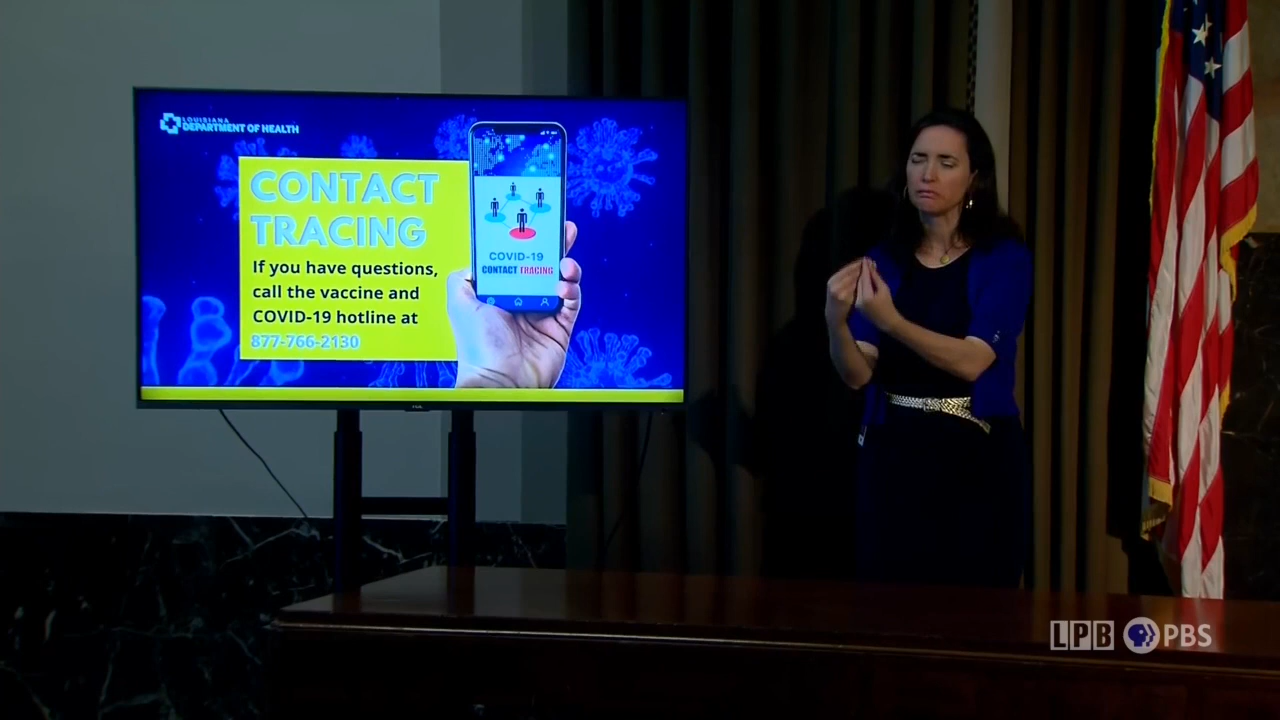 LOUISIANA
DEPARTMENT OF HEALTH
CONTACT
TRACING
If you have questions,
call the vaccine and
COVID-19 hotline at
877-766-2130
COVID-19
CONTACT TRACING
LPB PBS